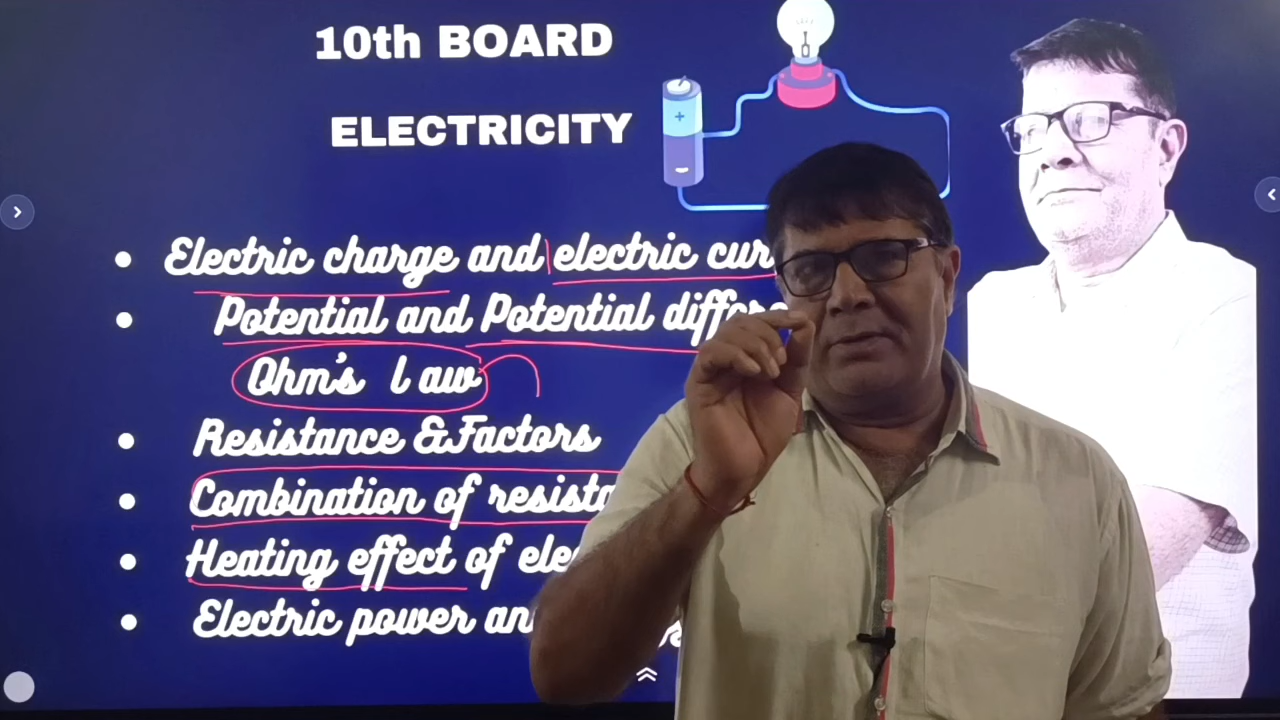 10th BOARD
ELECTRICITY
Electric charge and electric cur
Potential and Potential differe
Ohm's law
Resistance &Factors
Combination of resista
Heating effect of ele
Electric power an